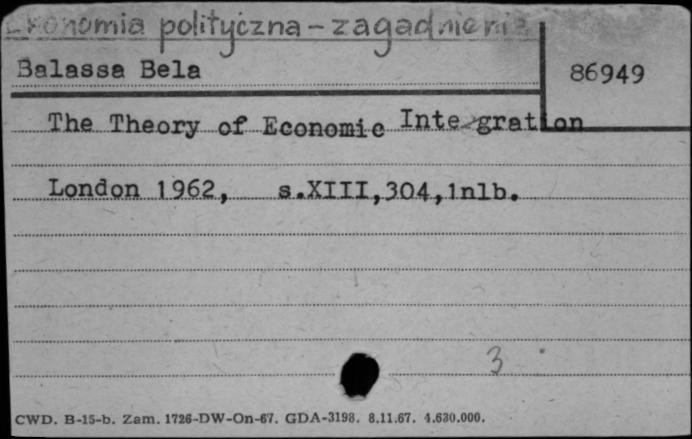 Ekonomia polityczna - zagadnienia
Balassa Bela
86949
The Theory of Economic Integration
London 1962, s.XIII,304,1nlb.
3
CWD. B-15-b. Zam. 1726-DW-On-67. GDA-3198. 8.11.67. 4.630.000.